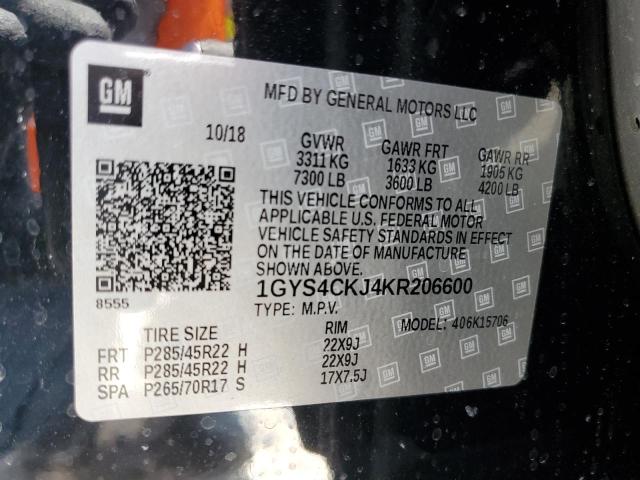 GM
MFD BY GENERAL MOTORS LLC
10/18
GVWR GAWR FRT GAWR RR
3311 KG 1633 KG 1905 KG
7300 LB 3600 LB 4200 LB
THIS VEHICLE CONFORMS TO ALL
APPLICABLE U.S. FEDERAL MOTOR
VEHICLE SAFETY STANDARDS IN EFFECT
ON THE DATE OF MANUFACTURE
SHOWN ABOVE.
8555
1GYS4CKJ4KR206600
TYPE: M.P.V. MODEL: 406K15706
TIRE SIZE RIM
FRT P285/45R22 H 22X9J
RR P285/45R22 H 22X9J
SPA P265/70R17 S 17X7.5J